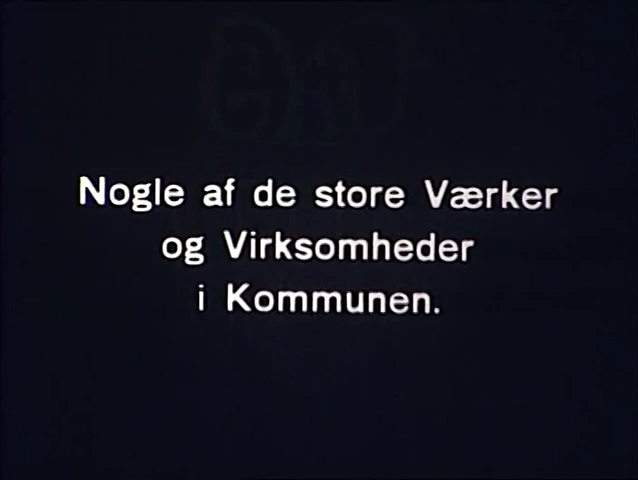 Nogle af de store Værker
og Virksomheder
i Kommunen.